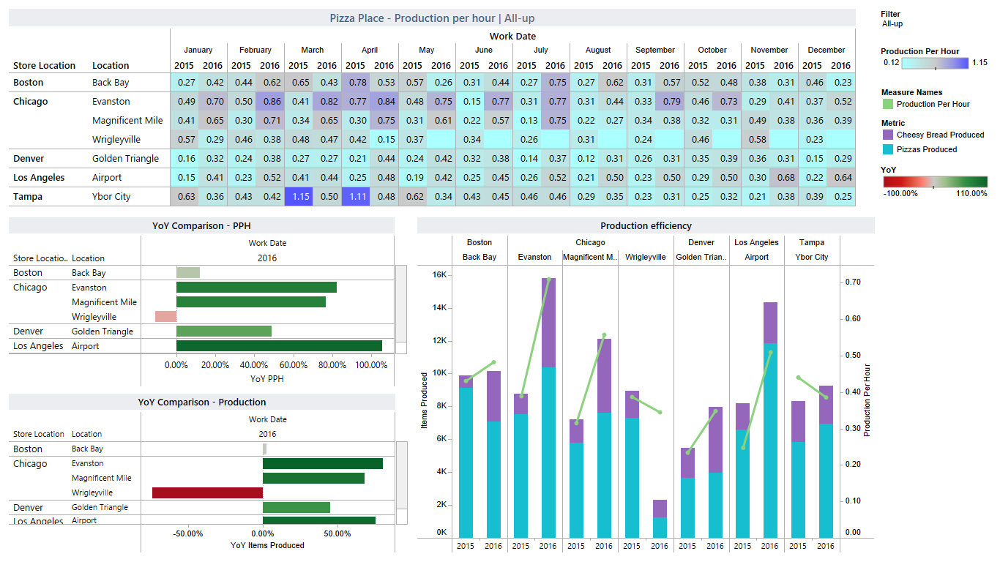 Pizza Place - Production per hour | All-up
Work Date
January February March April May June July August September October November December
Store Location Location 2015 2016 2015 2016 2015 2016 2015 2016 2015 2016 2015 2016 2015 2016 2015 2016 2015 2016 2015 2016 2015 2016 2015 2016
Boston Back Bay 0.27 0.42 0.44 0.62 0.65 0.43 0.78 0.53 0.57 0.26 0.31 0.44 0.27 0.75 0.27 0.62 0.31 0.57 0.52 0.48 0.38 0.31 0.46 0.23
Chicago Evanston 0.49 0.70 0.50 0.86 0.41 0.82 0.77 0.84 0.48 0.75 0.15 0.77 0.31 0.77 0.31 0.44 0.33 0.79 0.46 0.73 0.29 0.41 0.37 0.52
Magnificent Mile 0.41 0.65 0.30 0.71 0.34 0.65 0.30 0.75 0.31 0.61 0.22 0.57 0.13 0.75 0.22 0.27 0.34 0.38 0.32 0.31 0.49 0.38 0.36 0.39
Wrigleyville 0.57 0.29 0.46 0.38 0.48 0.47 0.42 0.15 0.37 0.34 0.26 0.31 0.24 0.46 0.58 0.23
Denver Golden Triangle 0.16 0.32 0.24 0.38 0.27 0.27 0.21 0.44 0.24 0.42 0.32 0.38 0.14 0.37 0.12 0.31 0.26 0.31 0.35 0.39 0.36 0.31 0.15 0.29
Los Angeles Airport 0.15 0.41 0.23 0.52 0.41 0.44 0.25 0.48 0.19 0.42 0.25 0.45 0.26 0.52 0.21 0.50 0.23 0.50 0.29 0.50 0.30 0.68 0.22 0.64
Tampa Ybor City 0.63 0.36 0.43 0.42 1.15 0.50 1.11 0.48 0.62 0.34 0.43 0.45 0.46 0.46 0.29 0.35 0.23 0.31 0.25 0.32 0.21 0.38 0.39 0.25
Filter
All-up
Production Per Hour
0.12 1.15
Measure Names
Production Per Hour
Metric
Cheesy Bread Produced
Pizzas Produced
YoY
-100.00% 110.00%
YoY Comparison - PPH
Work Date
Store Locatio.. Location 2016
Boston Back Bay
Chicago Evanston
Magnificent Mile
Wrigleyville
Denver Golden Triangle
Los Angeles Airport
0.00% 20.00% 40.00% 60.00% 80.00% 100.00%
YoY PPH
YoY Comparison - Production
Work Date
Store Location Location 2016
Boston Back Bay
Chicago Evanston
Magnificent Mile
Wrigleyville
Denver Golden Triangle
Los Angeles Airport
-50.00% 0.00% 50.00%
YoY Items Produced
Production efficiency
Boston Chicago Denver Los Angeles Tampa
Back Bay Evanston Magnificent M.. Wrigleyville Golden Trian.. Airport Ybor City
16K
14K
12K
10K
8K
6K
4K
2K
0K
Items Produced
0.70
0.60
0.50
0.40
0.30
0.20
0.10
0.00
Production Per Hour
2015 2016 2015 2016 2015 2016 2015 2016 2015 2016 2015 2016 2015 2016